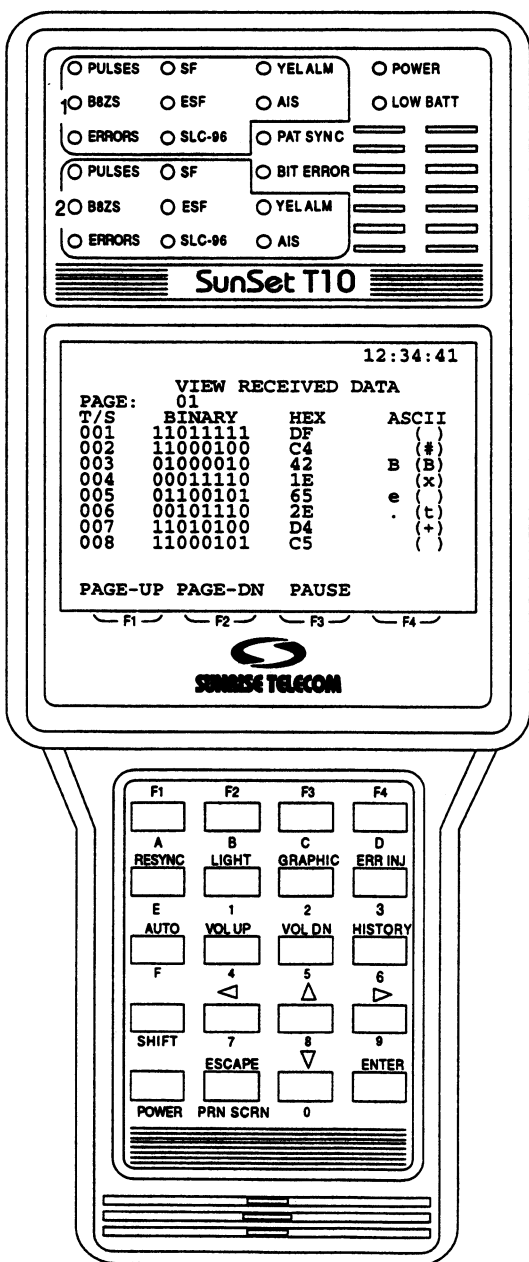 PULSES SF YEL ALM POWER
1 B8ZS ESF AIS LOW BATT
ERRORS SLC-96 PAT SYNC
PULSES SF BIT ERROR
2 B8ZS ESF YEL ALM
ERRORS SLC-96 AIS
SunSet T10
12:34:41
VIEW RECEIVED DATA
PAGE: 01
T/S BINARY HEX ASCII
001 11011111 DF ( )
002 11000100 C4 (#)
003 01000010 42 B (B)
004 00011110 1E (x)
005 01100101 65 e ( )
006 00101110 2E . (t)
007 11010100 D4 (+)
008 11000101 C5 ( )
PAGE-UP PAGE-DN PAUSE
F1 F2 F3 F4
SUNRISE TELECOM
F1 F2 F3 F4
A B C D
RESYNC LIGHT GRAPHIC ERR INJ
E 1 2 3
AUTO VOL UP VOL DN HISTORY
F 4 5 6
SHIFT 7 8 9
ESCAPE ENTER
POWER PRN SCRN 0